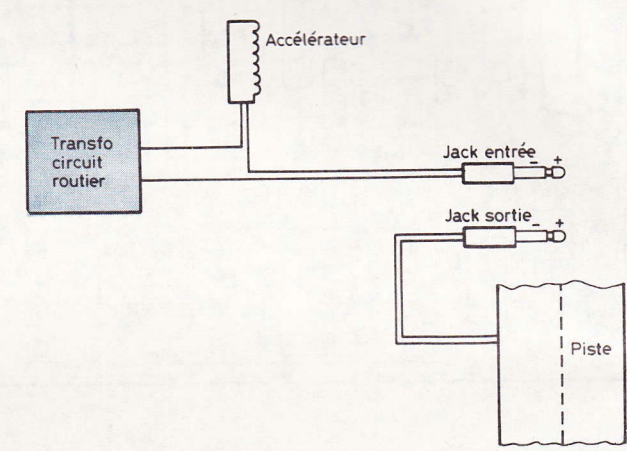 Accélérateur
Transfo
circuit
routier
Jack entrée
- +
Jack sortie
- +
Piste